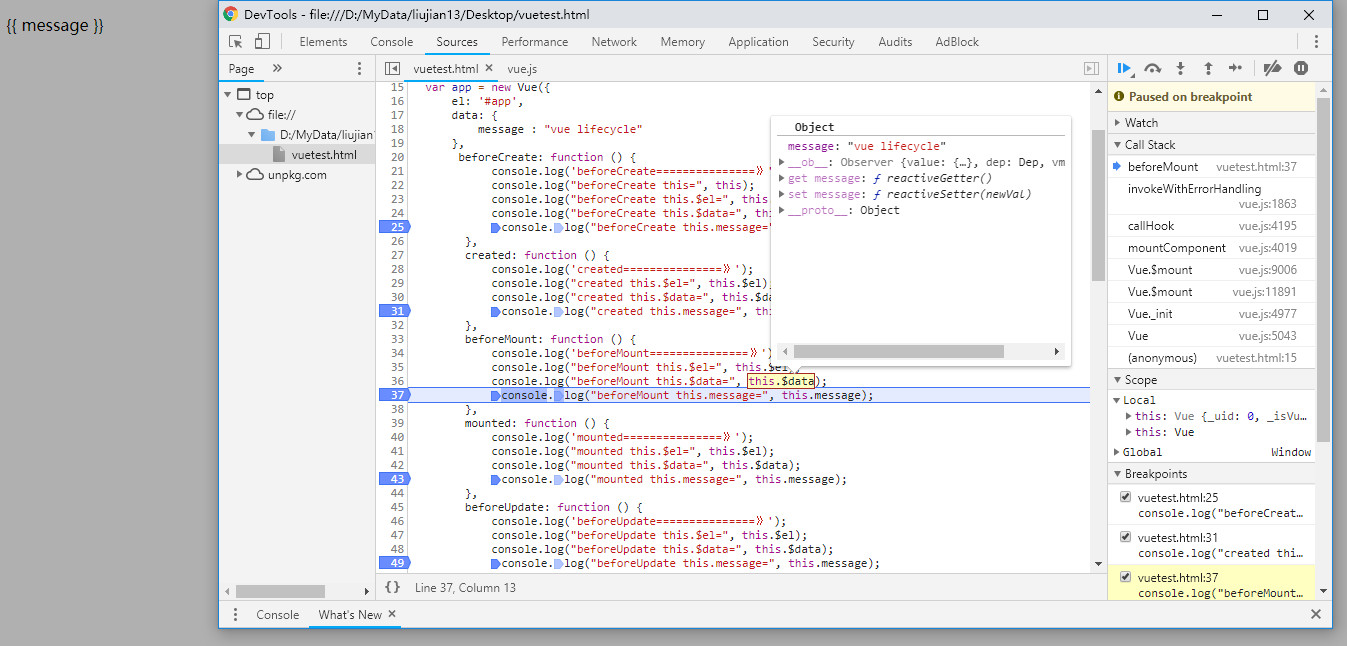 {{ message }}
DevTools - file:///D:/MyData/liujian13/Desktop/vuetest.html
Elements Console Sources Performance Network Memory Application Security Audits AdBlock
Page »
vuetest.html × vue.js
top
file://
D:/MyData/liujian1
vuetest.html
unpkg.com
15 var app = new Vue({
16 el: '#app',
17 data: {
18 message : "vue lifecycle"
19 },
20 beforeCreate: function () {
21 console.log('beforeCreate===============》'
22 console.log("beforeCreate this=", this);
23 console.log("beforeCreate this.$el=", this
24 console.log("beforeCreate this.$data=", thi
25 console.log("beforeCreate this.message="
26 },
27 created: function () {
28 console.log('created===============》');
29 console.log("created this.$el=", this.$el);
30 console.log("created this.$data=", this.$da
31 console.log("created this.message=", thi
32 },
33 beforeMount: function () {
34 console.log('beforeMount===============》')
35 console.log("beforeMount this.$el=", this.$el);
36 console.log("beforeMount this.$data=", this.$data);
37 console.log("beforeMount this.message=", this.message);
38 },
39 mounted: function () {
40 console.log('mounted===============》');
41 console.log("mounted this.$el=", this.$el);
42 console.log("mounted this.$data=", this.$data);
43 console.log("mounted this.message=", this.message);
44 },
45 beforeUpdate: function () {
46 console.log('beforeUpdate===============》');
47 console.log("beforeUpdate this.$el=", this.$el);
48 console.log("beforeUpdate this.$data=", this.$data);
49 console.log("beforeUpdate this.message=", this.message);
Object
message: "vue lifecycle"
__ob__: Observer {value: {…}, dep: Dep, vm
get message: ƒ reactiveGetter()
set message: ƒ reactiveSetter(newVal)
__proto__: Object
{} Line 37, Column 13
Paused on breakpoint
Watch
Call Stack
beforeMount vuetest.html:37
invokeWithErrorHandling
vue.js:1863
callHook vue.js:4195
mountComponent vue.js:4019
Vue.$mount vue.js:9006
Vue.$mount vue.js:11891
Vue._init vue.js:4977
Vue vue.js:5043
(anonymous) vuetest.html:15
Scope
Local
this: Vue {_uid: 0, _isVu…
this: Vue
Global Window
Breakpoints
vuetest.html:25
console.log("beforeCreat…
vuetest.html:31
console.log("created thi…
vuetest.html:37
console.log("beforeMount…
Console What's New ×